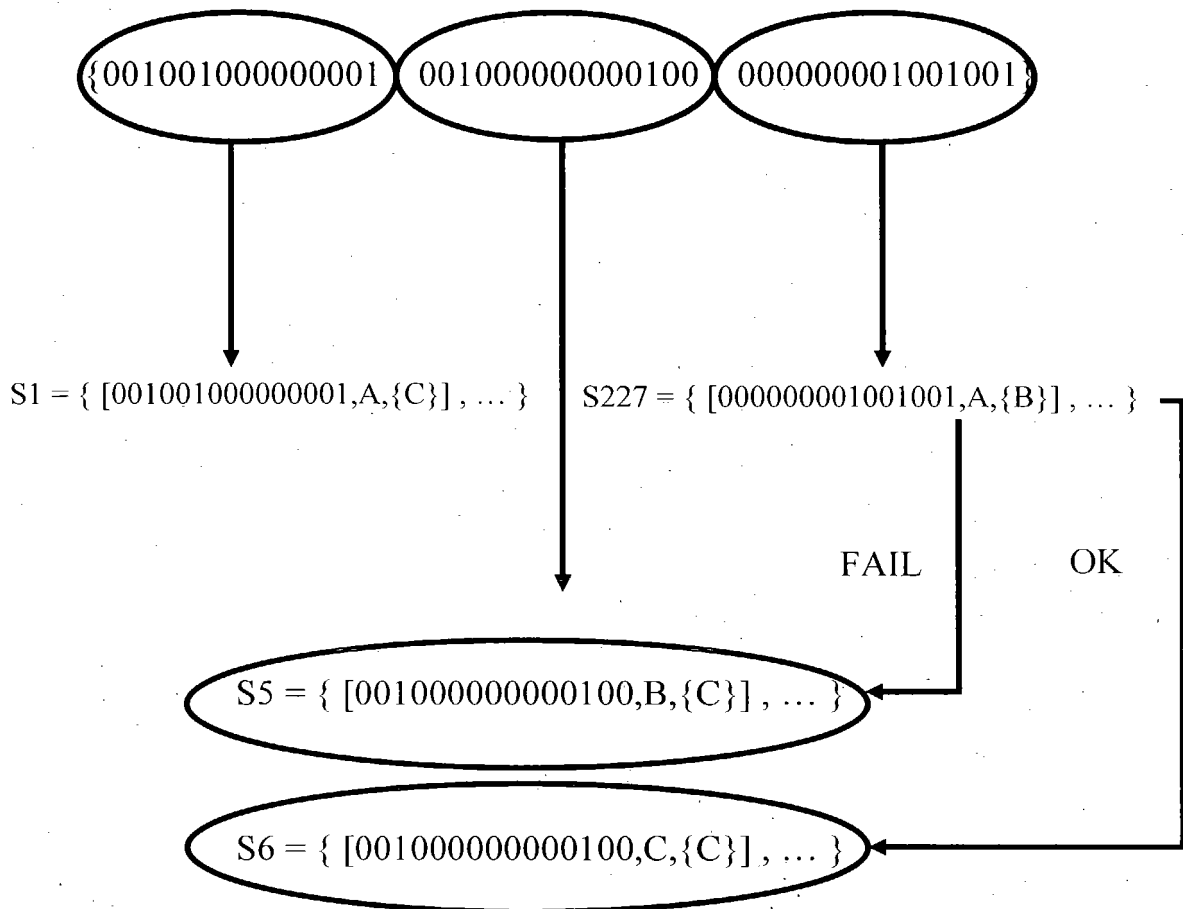 {001001000000001 001000000000100 000000001001001}
S1 = { [001001000000001,A,{C}] , … } S227 = { [000000001001001,A,{B}] , … }
FAIL OK
S5 = { [001000000000100,B,{C}] , … }
S6 = { [001000000000100,C,{C}] , … }